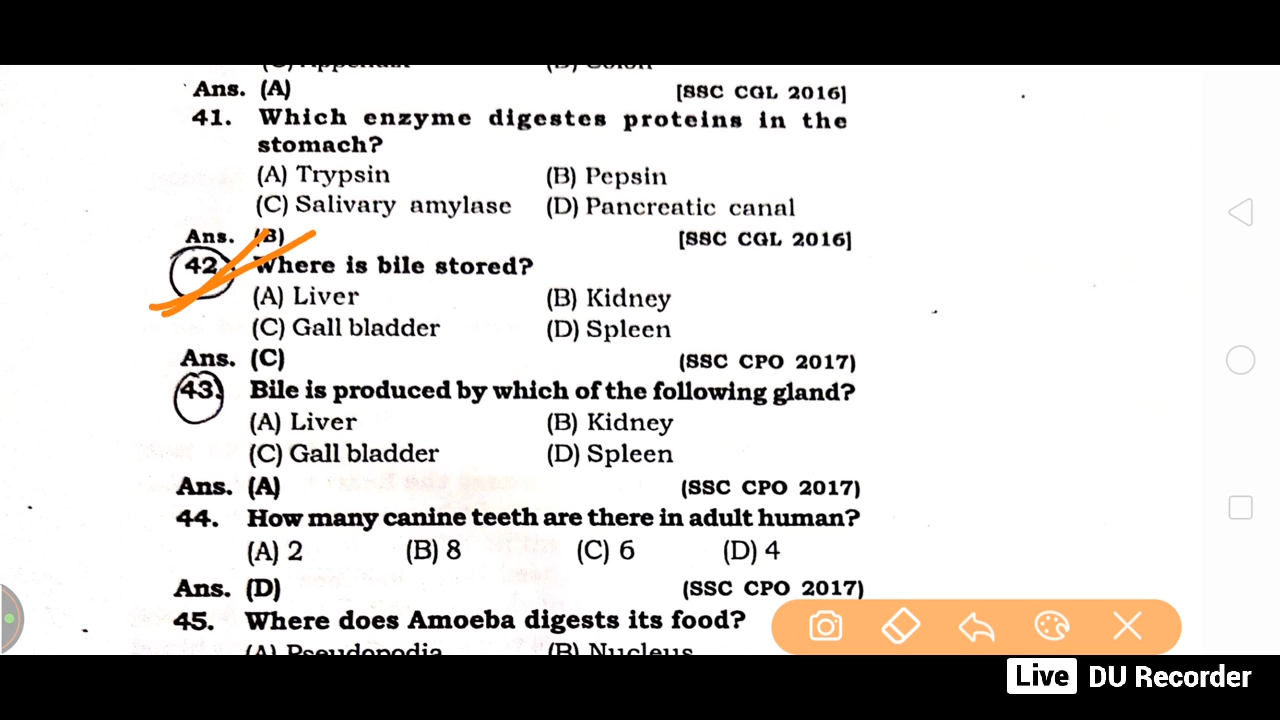 Ans. (A) [SSC CGL 2016]
41. Which enzyme digestes proteins in the
stomach?
(A) Trypsin (B) Pepsin
(C) Salivary amylase (D) Pancreatic canal
Ans. (B) [SSC CGL 2016]
42. Where is bile stored?
(A) Liver (B) Kidney
(C) Gall bladder (D) Spleen
Ans. (C) (SSC CPO 2017)
43. Bile is produced by which of the following gland?
(A) Liver (B) Kidney
(C) Gall bladder (D) Spleen
Ans. (A) (SSC CPO 2017)
44. How many canine teeth are there in adult human?
(A) 2 (B) 8 (C) 6 (D) 4
Ans. (D) (SSC CPO 2017)
45. Where does Amoeba digests its food?
(A) Pseudopodia (B) Nucleus
Live DU Recorder